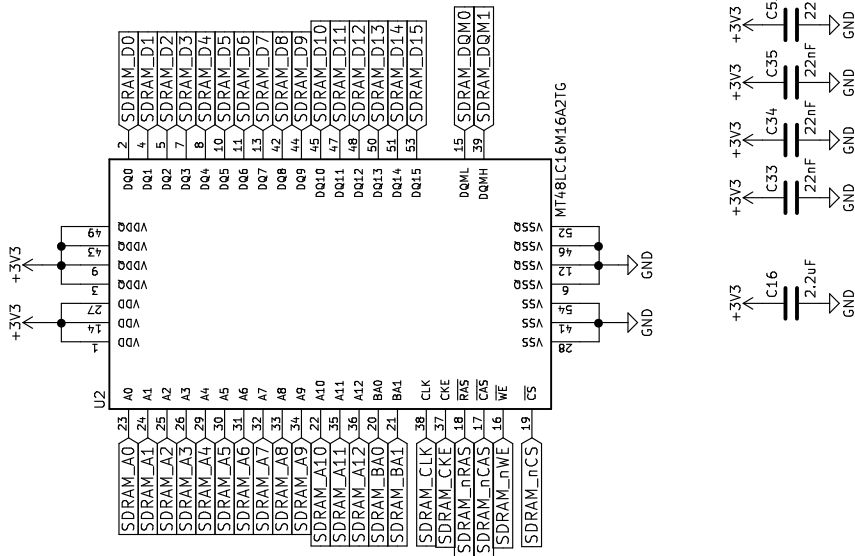 SDRAM_D0
SDRAM_D1
SDRAM_D2
SDRAM_D3
SDRAM_D4
SDRAM_D5
SDRAM_D6
SDRAM_D7
SDRAM_D8
SDRAM_D9
SDRAM_D10
SDRAM_D11
SDRAM_D12
SDRAM_D13
SDRAM_D14
SDRAM_D15
SDRAM_DQM0
SDRAM_DQM1
2
4
5
7
8
10
11
13
42
44
45
47
48
50
51
53
15
39
DQ0
DQ1
DQ2
DQ3
DQ4
DQ5
DQ6
DQ7
DQ8
DQ9
DQ10
DQ11
DQ12
DQ13
DQ14
DQ15
DQML
DQMH
MT48LC16M16A2TG
+3V3
+3V3
49
43
9
3
27
14
1
VDDQ
VDDQ
VDDQ
VDDQ
VDD
VDD
VDD
VSSQ
VSSQ
VSSQ
VSSQ
VSS
VSS
VSS
52
46
12
6
54
41
28
GND
GND
U2
A0
A1
A2
A3
A4
A5
A6
A7
A8
A9
A10
A11
A12
BA0
BA1
CLK
CKE
RAS
CAS
WE
CS
23
24
25
26
29
30
31
32
33
34
22
35
36
20
21
38
37
18
17
16
19
SDRAM_A0
SDRAM_A1
SDRAM_A2
SDRAM_A3
SDRAM_A4
SDRAM_A5
SDRAM_A6
SDRAM_A7
SDRAM_A8
SDRAM_A9
SDRAM_A10
SDRAM_A11
SDRAM_A12
SDRAM_BA0
SDRAM_BA1
SDRAM_CLK
SDRAM_CKE
SDRAM_nRAS
SDRAM_nCAS
SDRAM_nWE
SDRAM_nCS
+3V3
22
GND
+3V3
C35
22nF
GND
+3V3
C34
22nF
GND
+3V3
C33
22nF
GND
+3V3
C16
2.2uF
GND